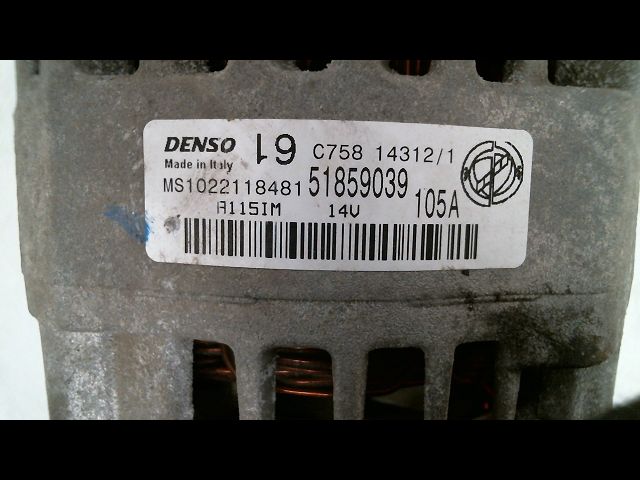 DENSO 19 C758 14312/1
Made in Italy
MS1022118481 51859039
A115IM 14V 105A